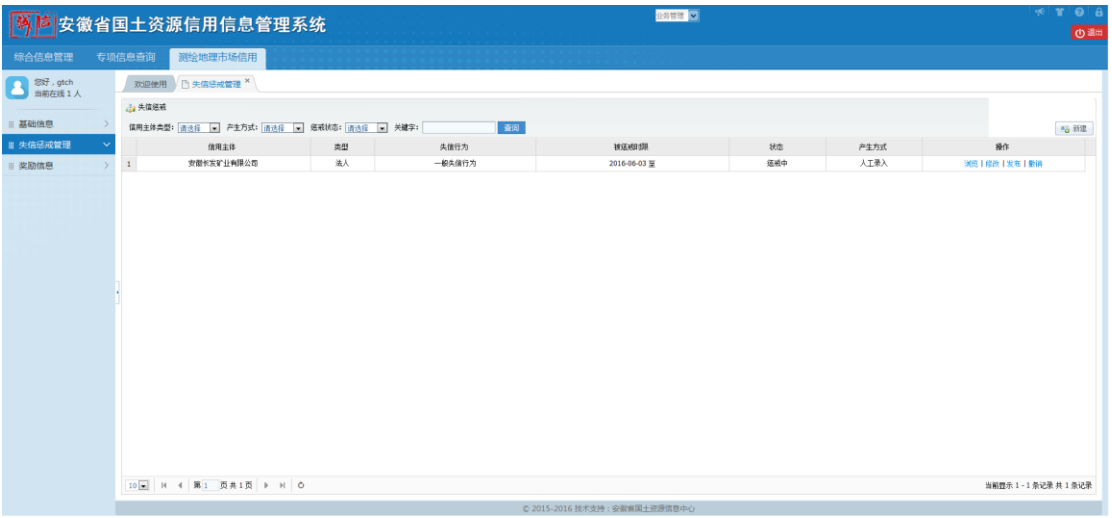 诚信 安徽省国土资源信用信息管理系统
业务管理
退出
综合信息管理 专项信息查询 测绘地理市场信用
您好，gtch
当前在线 1 人
欢迎使用 失信惩戒管理 ×
失信惩戒
信用主体类型: 请选择 产生方式: 请选择 惩戒状态: 请选择 关键字: 查询 新建
基础信息
失信惩戒管理
奖励信息
信用主体 类型 失信行为 被惩戒时限 状态 产生方式 操作
1 安徽长发矿业有限公司 法人 一般失信行为 2016-06-03 至 惩戒中 人工录入 浏览 | 修改 | 发布 | 撤销
10 第 1 页 共 1 页 当前显示 1 - 1 条记录 共 1 条记录
© 2015-2016 技术支持：安徽省国土资源信息中心